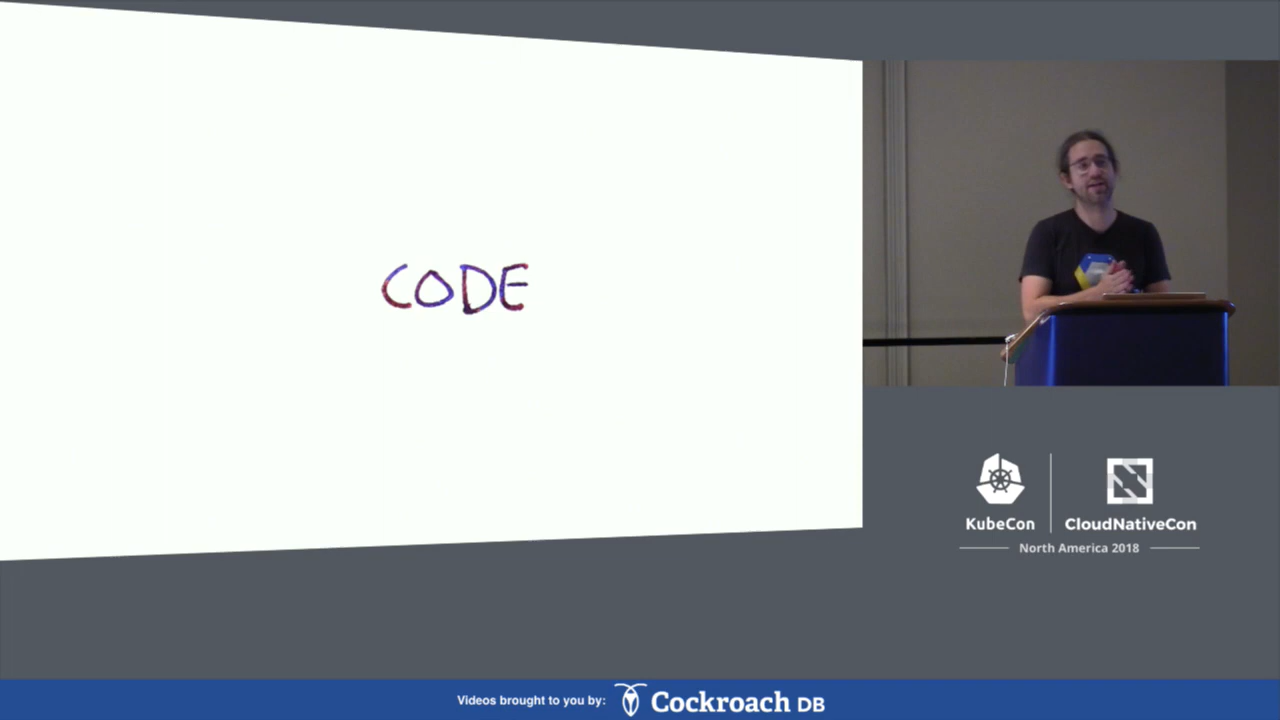 CODE
KubeCon
CloudNativeCon
North America 2018
Videos brought to you by:
Cockroach DB